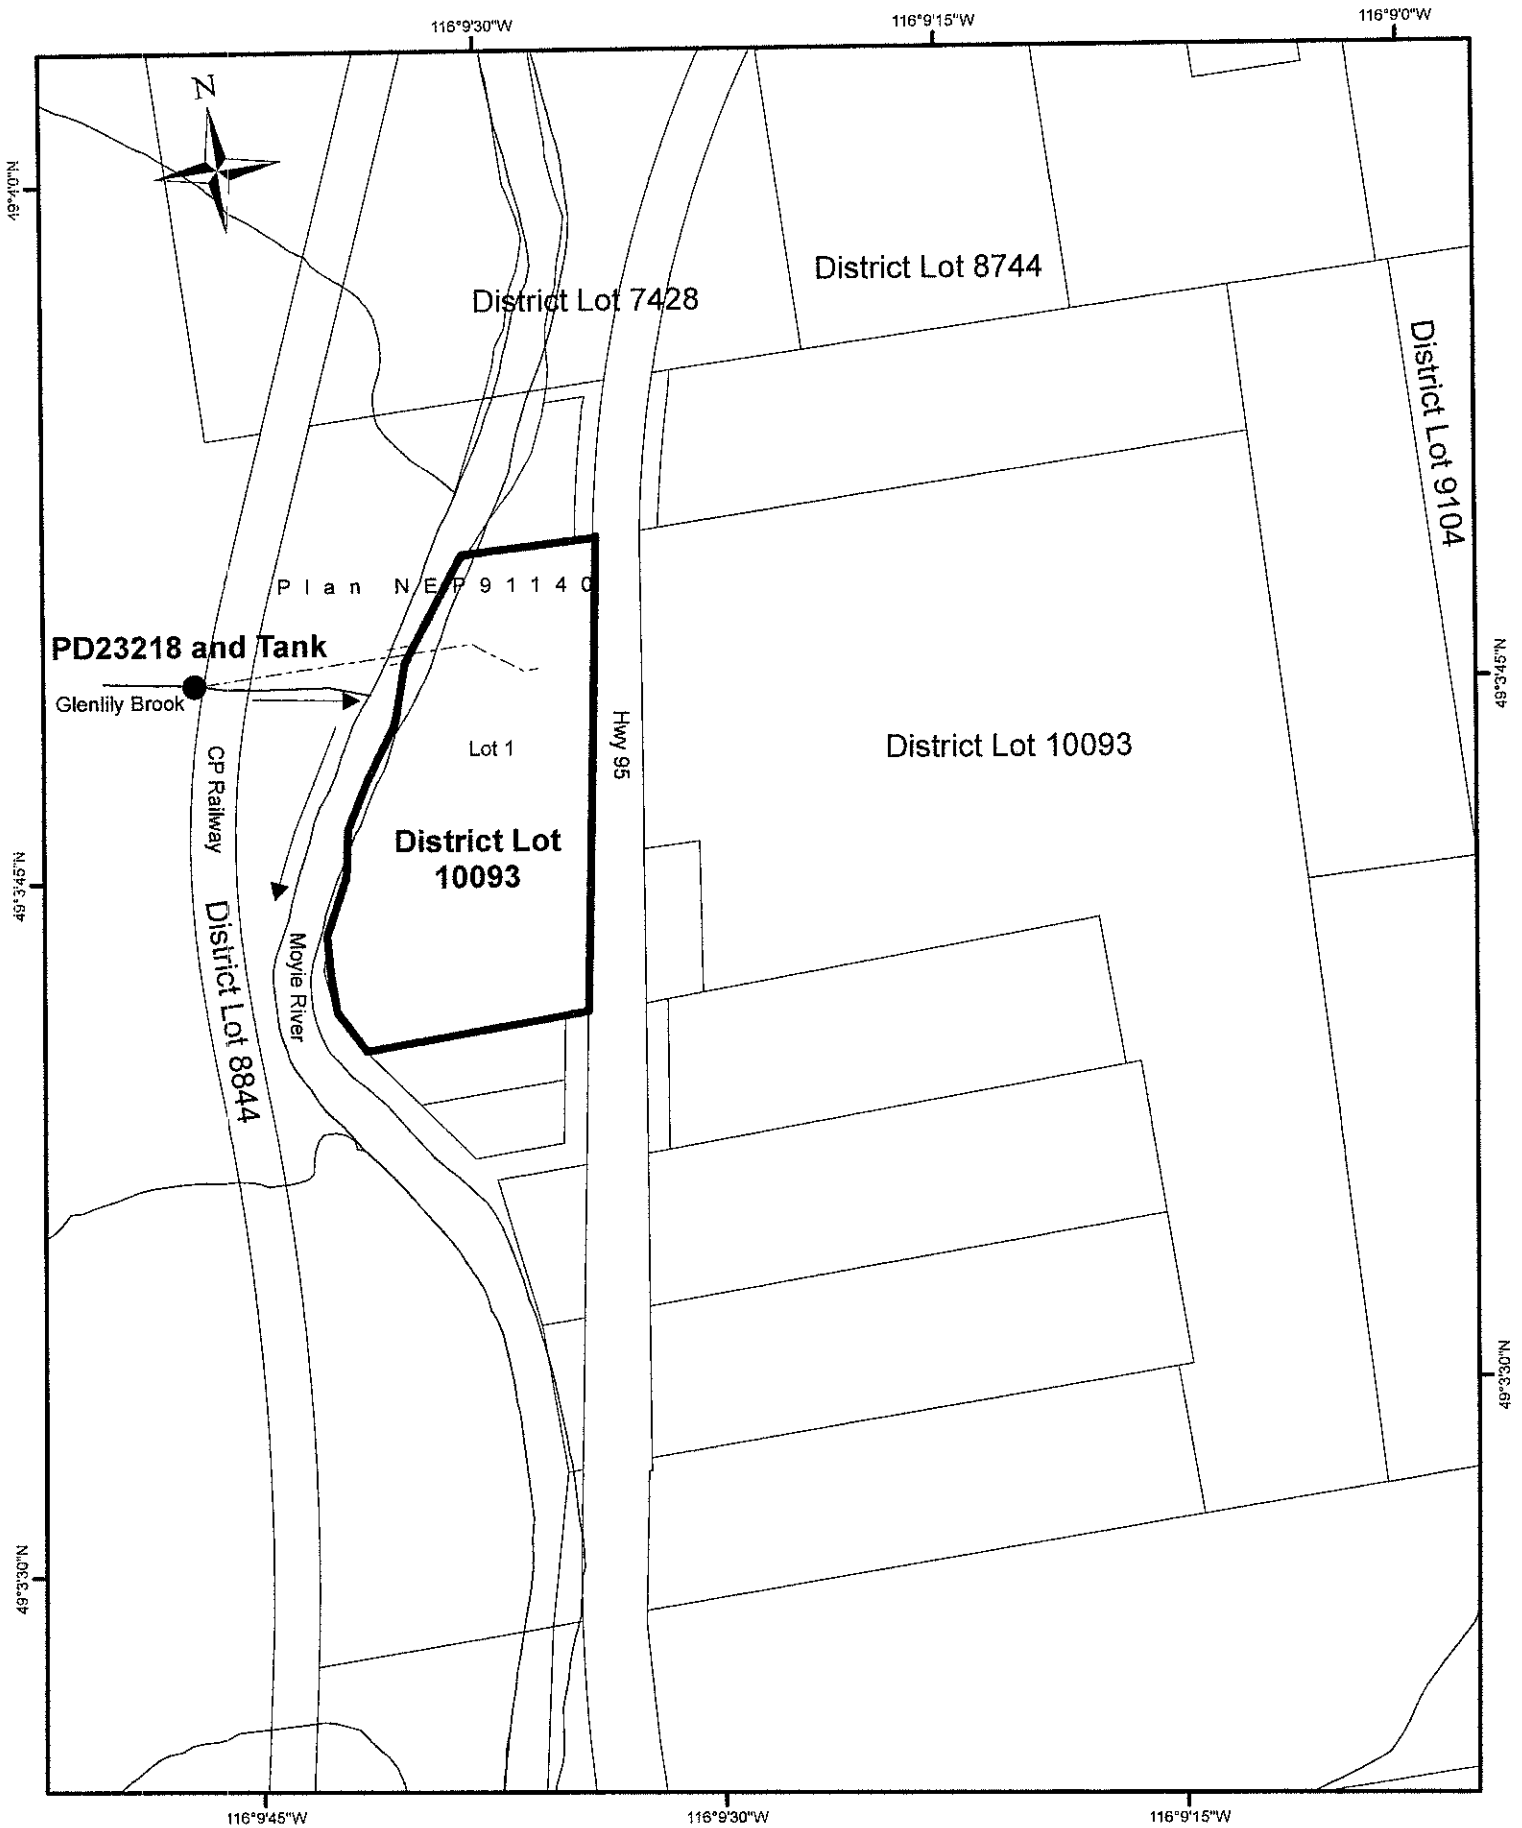 116°9'30"W
116°9'15"W
116°9'0"W
N
49°4'0"N
District Lot 8744
District Lot 7428
District Lot 9104
Plan NEP91140
PD23218 and Tank
Glenlily Brook
49°3'45"N
Hwy 95
Lot 1
District Lot 10093
CP Railway
District Lot
10093
49°3'45"N
District Lot 8844
Moyie River
49°3'30"N
49°3'30"N
116°9'45"W
116°9'30"W
116°9'15"W